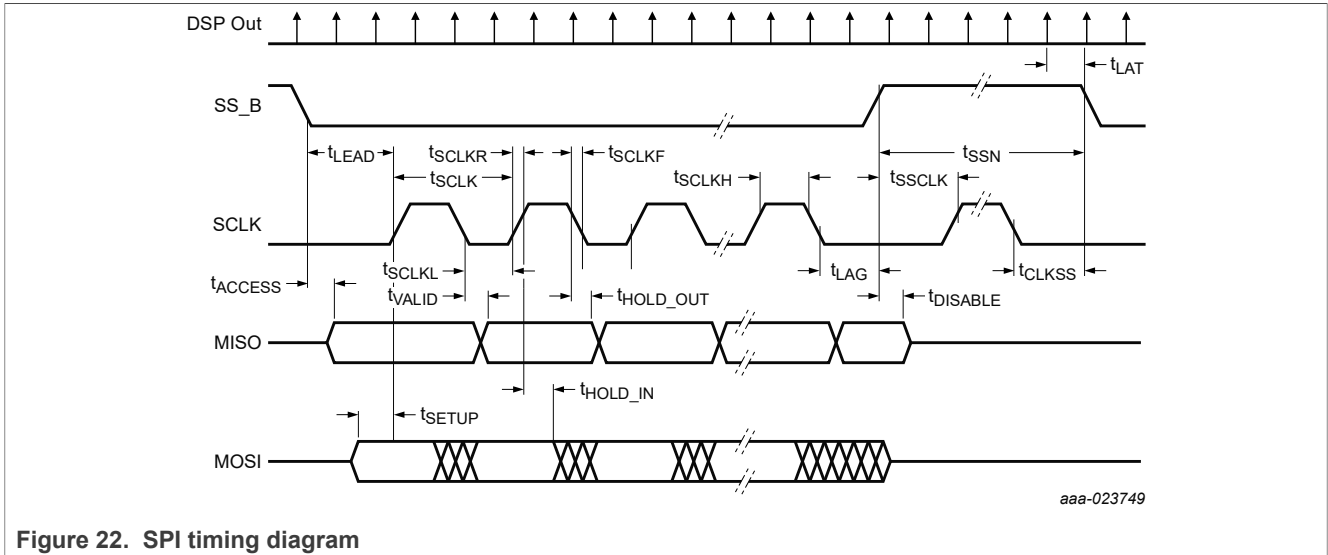 DSP Out
tLAT
SS_B
tLEAD
tSCLKR
tSCLKF
tSSN
tSCLK
tSCLKH
tSSCLK
SCLK
tSCLKL
tLAG
tCLKSS
tACCESS
tVALID
tHOLD_OUT
tDISABLE
MISO
tHOLD_IN
tSETUP
MOSI
aaa-023749
Figure 22. SPI timing diagram